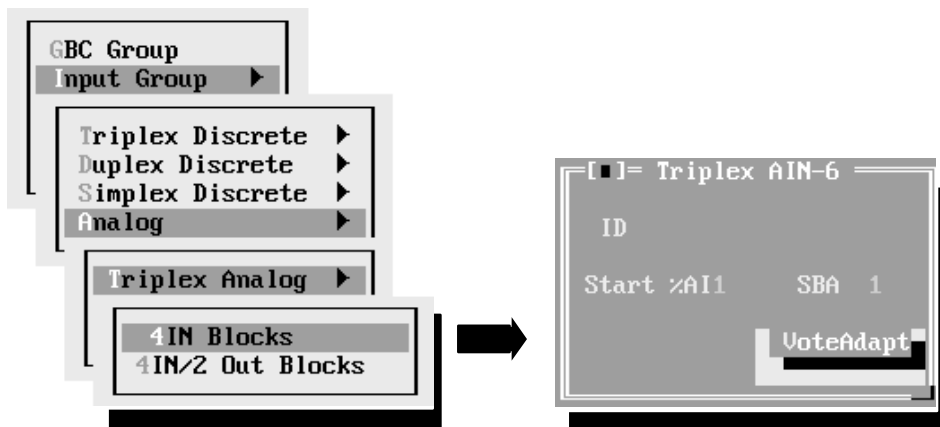 GBC Group
Input Group
Triplex Discrete
Duplex Discrete
Simplex Discrete
Analog
Triplex Analog
4IN Blocks
4IN/2 Out Blocks
[■]= Triplex AIN-6
ID
Start %AI1 SBA 1
VoteAdapt